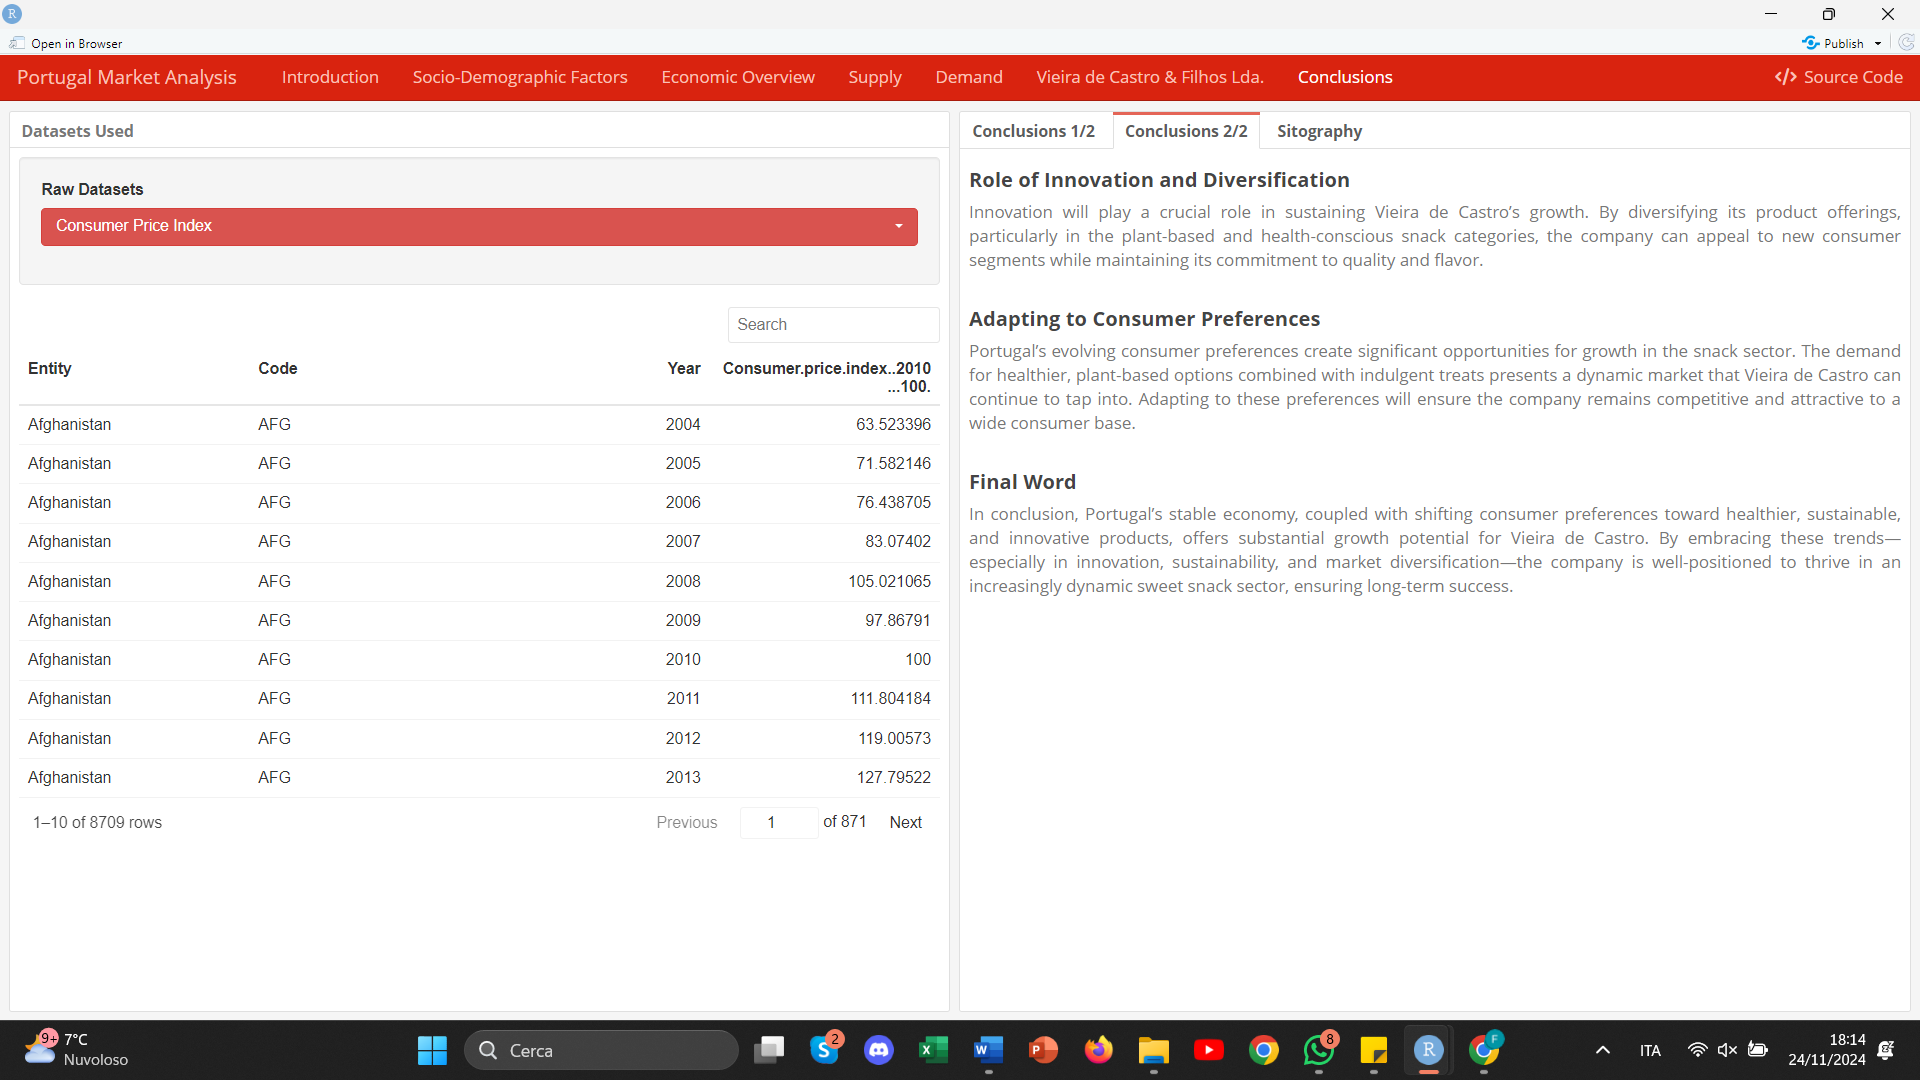 R
Open in Browser
Publish
Portugal Market Analysis Introduction Socio-Demographic Factors Economic Overview Supply Demand Vieira de Castro & Filhos Lda. Conclusions </> Source Code
Datasets Used
Raw Datasets
Consumer Price Index
Search
Entity Code Year Consumer.price.index..2010
...100.
Afghanistan AFG 2004 63.523396
Afghanistan AFG 2005 71.582146
Afghanistan AFG 2006 76.438705
Afghanistan AFG 2007 83.07402
Afghanistan AFG 2008 105.021065
Afghanistan AFG 2009 97.86791
Afghanistan AFG 2010 100
Afghanistan AFG 2011 111.804184
Afghanistan AFG 2012 119.00573
Afghanistan AFG 2013 127.79522
1–10 of 8709 rows Previous 1 of 871 Next
Conclusions 1/2 Conclusions 2/2 Sitography
Role of Innovation and Diversification
Innovation will play a crucial role in sustaining Vieira de Castro’s growth. By diversifying its product offerings,
particularly in the plant-based and health-conscious snack categories, the company can appeal to new consumer
segments while maintaining its commitment to quality and flavor.
Adapting to Consumer Preferences
Portugal’s evolving consumer preferences create significant opportunities for growth in the snack sector. The demand
for healthier, plant-based options combined with indulgent treats presents a dynamic market that Vieira de Castro can
continue to tap into. Adapting to these preferences will ensure the company remains competitive and attractive to a
wide consumer base.
Final Word
In conclusion, Portugal’s stable economy, coupled with shifting consumer preferences toward healthier, sustainable,
and innovative products, offers substantial growth potential for Vieira de Castro. By embracing these trends—
especially in innovation, sustainability, and market diversification—the company is well-positioned to thrive in an
increasingly dynamic sweet snack sector, ensuring long-term success.
9+ 7°C
Nuvoloso
Cerca
S 2
X
W
P
8
R
F
ITA
18:14
24/11/2024